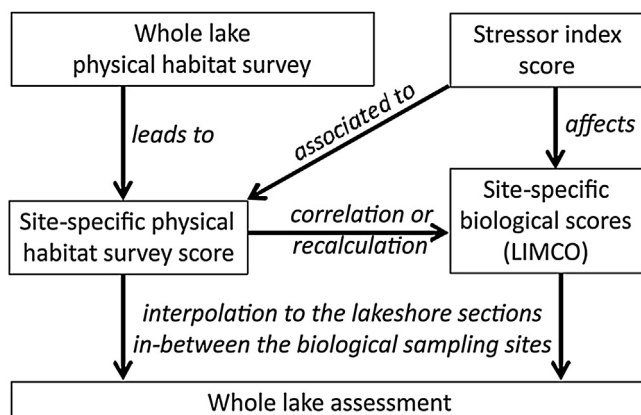 Whole lake
physical habitat survey
Stressor index
score
leads to
associated to
affects
Site-specific physical
habitat survey score
correlation or
recalculation
Site-specific
biological scores
(LIMCO)
interpolation to the lakeshore sections
in-between the biological sampling sites
Whole lake assessment